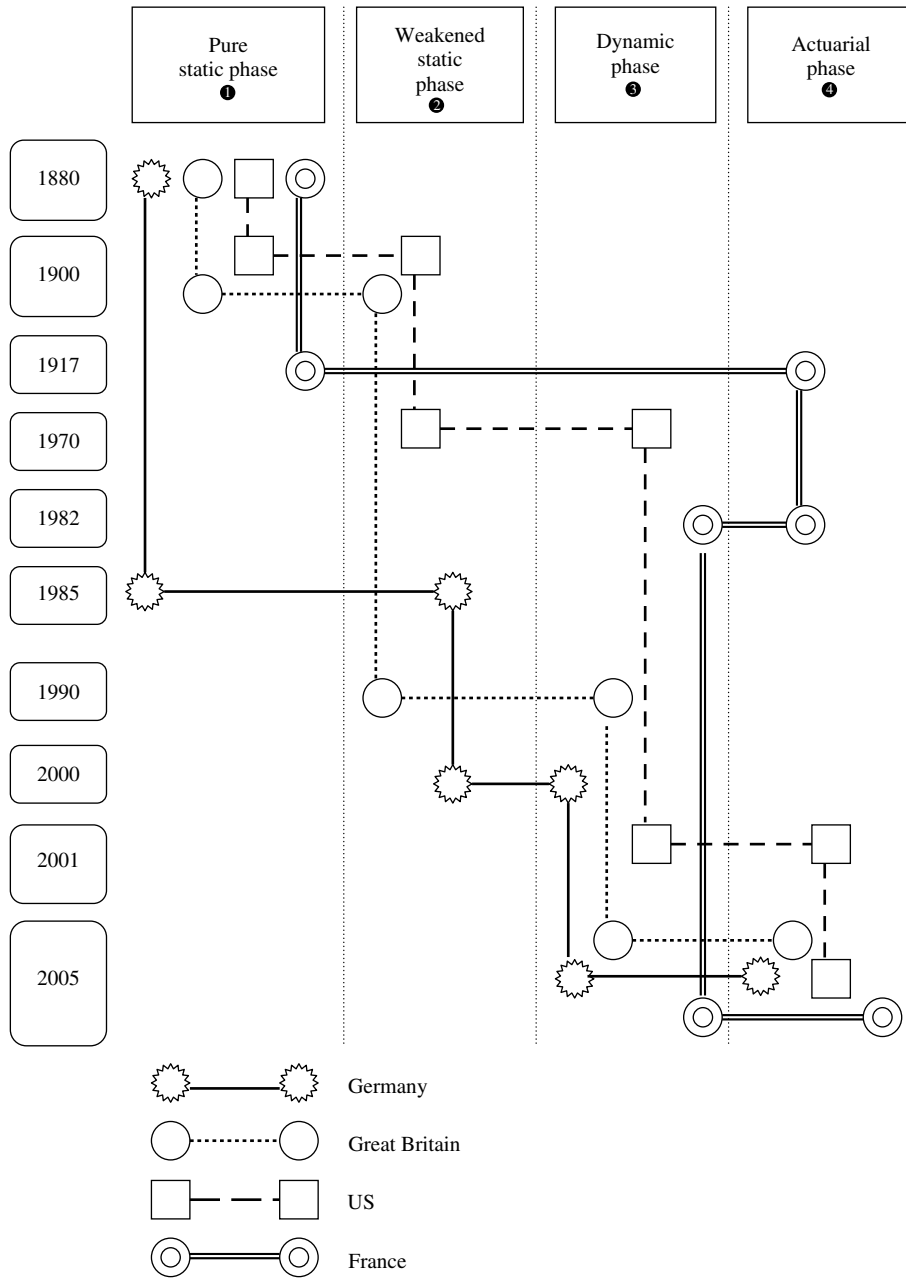 Pure
static phase
❶
Weakened
static
phase
❷
Dynamic
phase
❸
Actuarial
phase
❹
1880
1900
1917
1970
1982
1985
1990
2000
2001
2005
Germany
Great Britain
US
France